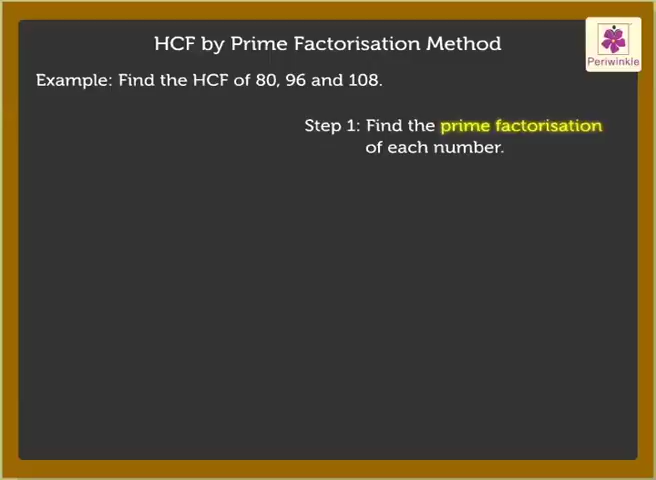 HCF by Prime Factorisation Method
Periwinkle
Example: Find the HCF of 80, 96 and 108.
Step 1: Find the prime factorisation
of each number.